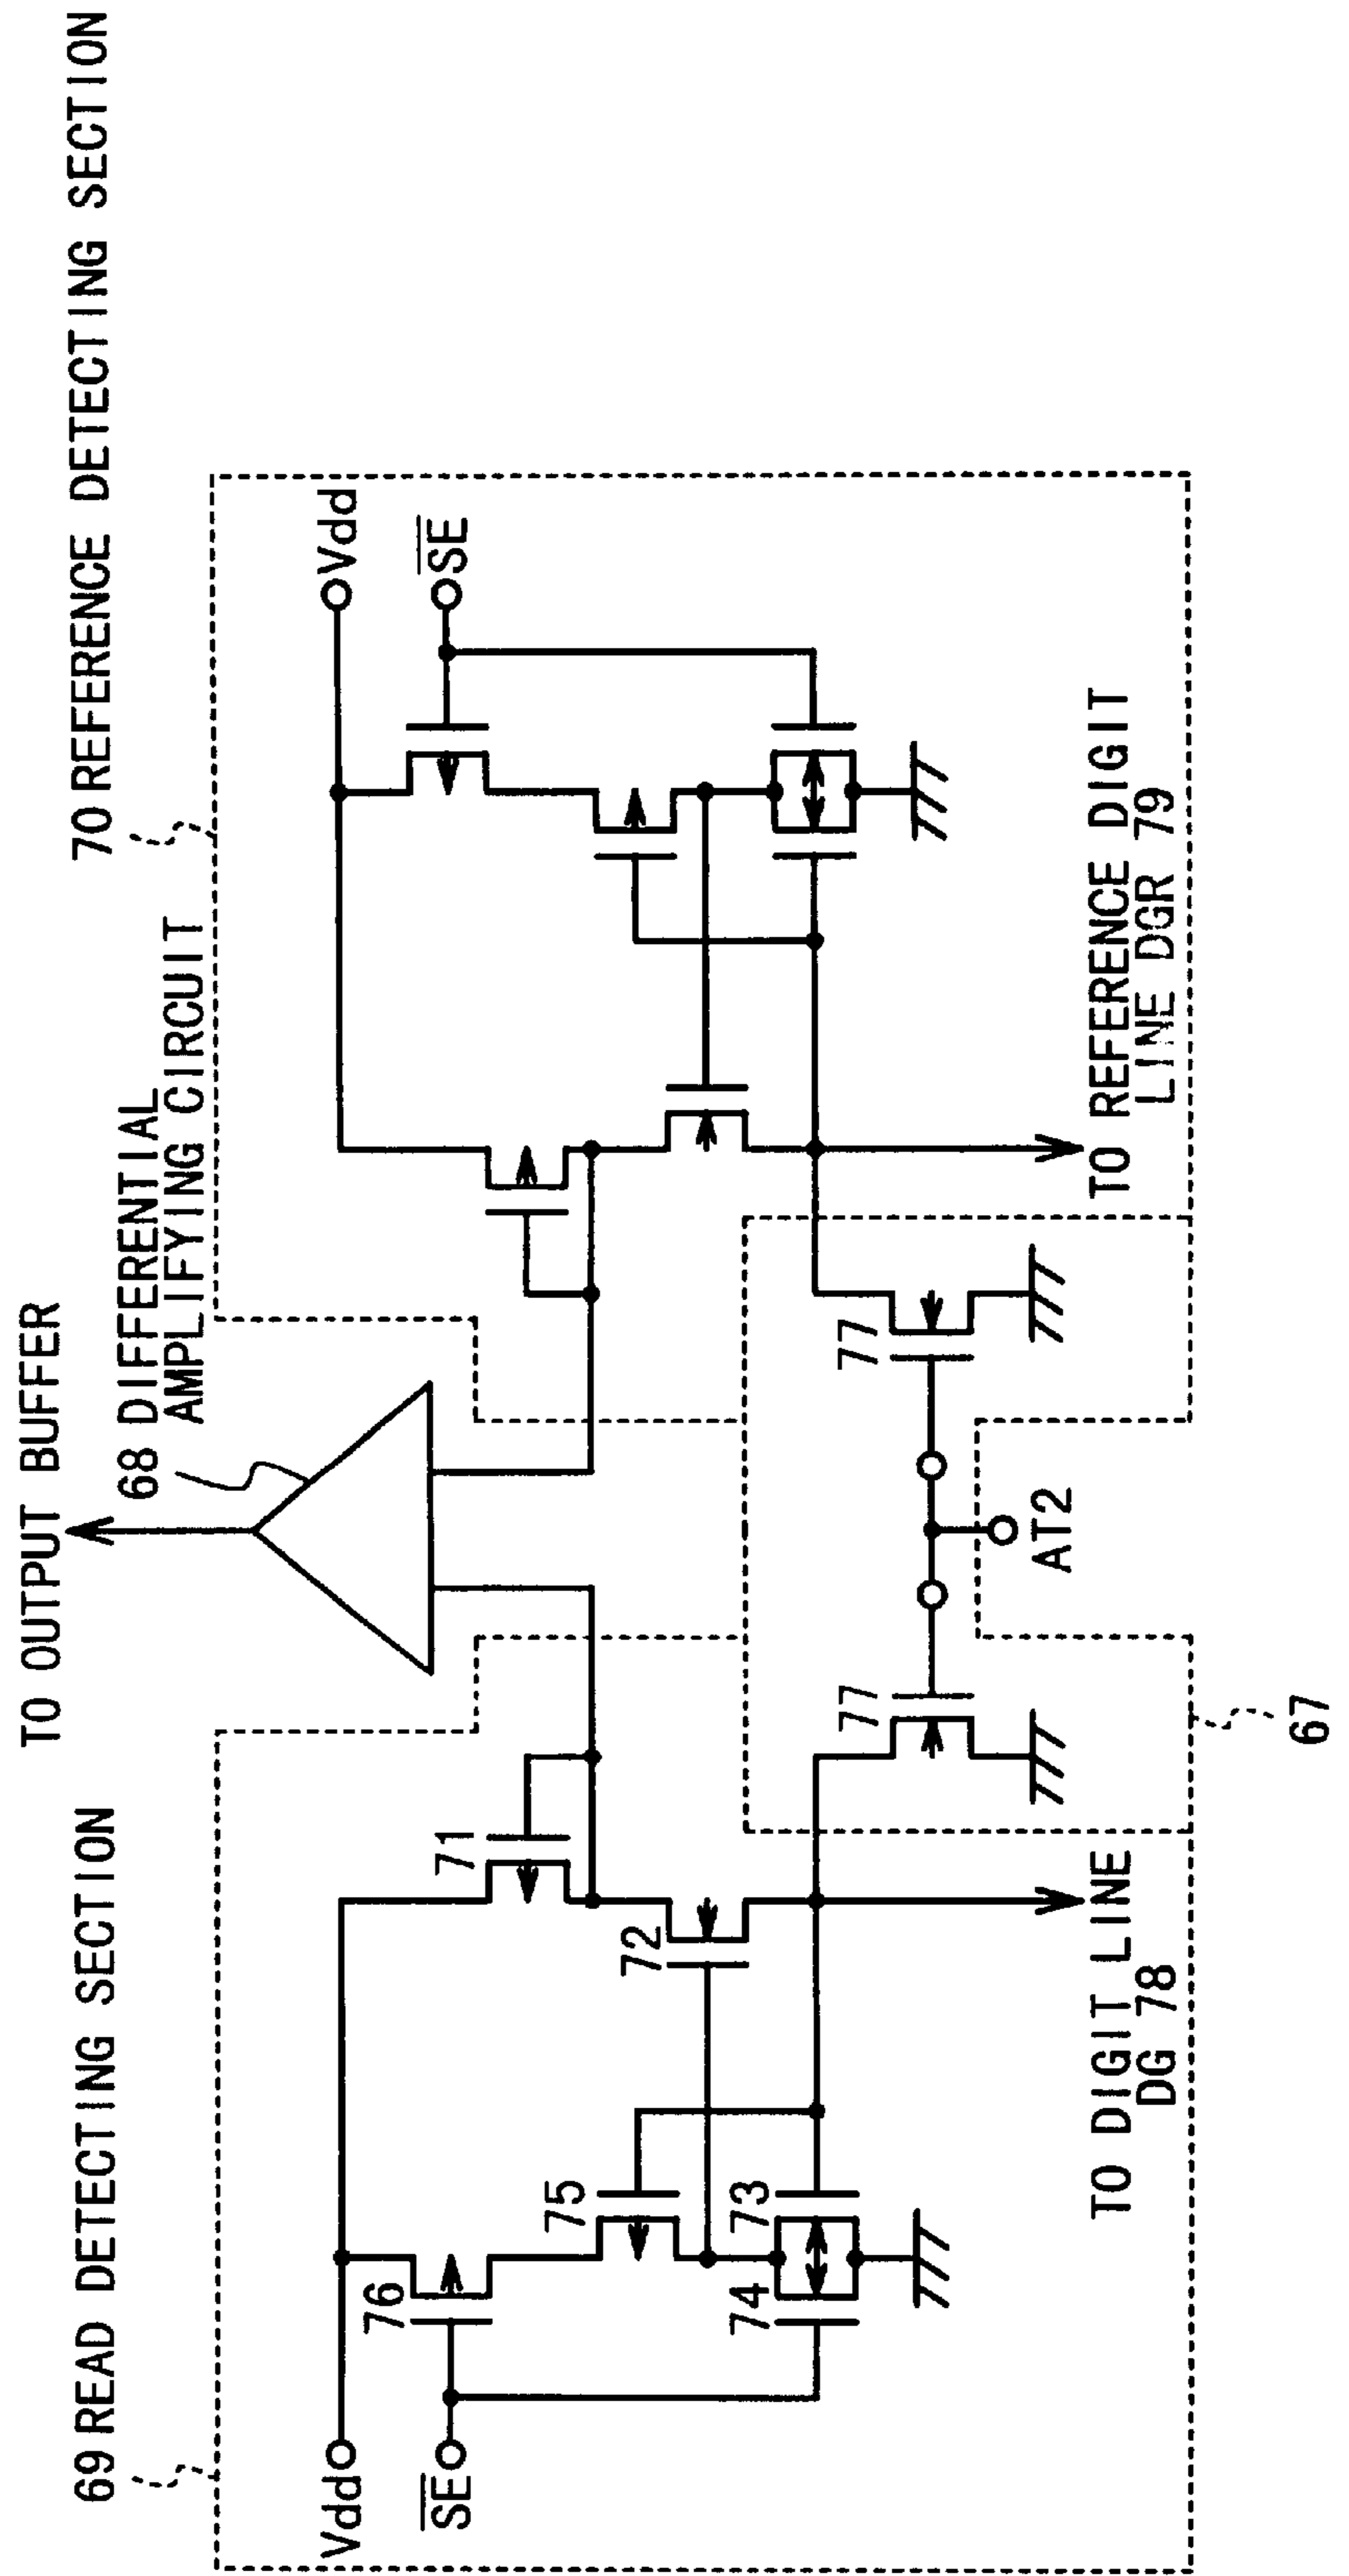 TO OUTPUT BUFFER
68 DIFFERENTIAL
AMPLIFYING CIRCUIT
69 READ DETECTING SECTION
70 REFERENCE DETECTING SECTION
Vdd
Vdd
SE
SE
76
71
75
72
74
73
77
77
AT2
TO DIGIT LINE
DG 78
TO REFERENCE DIGIT
LINE DGR 79
67